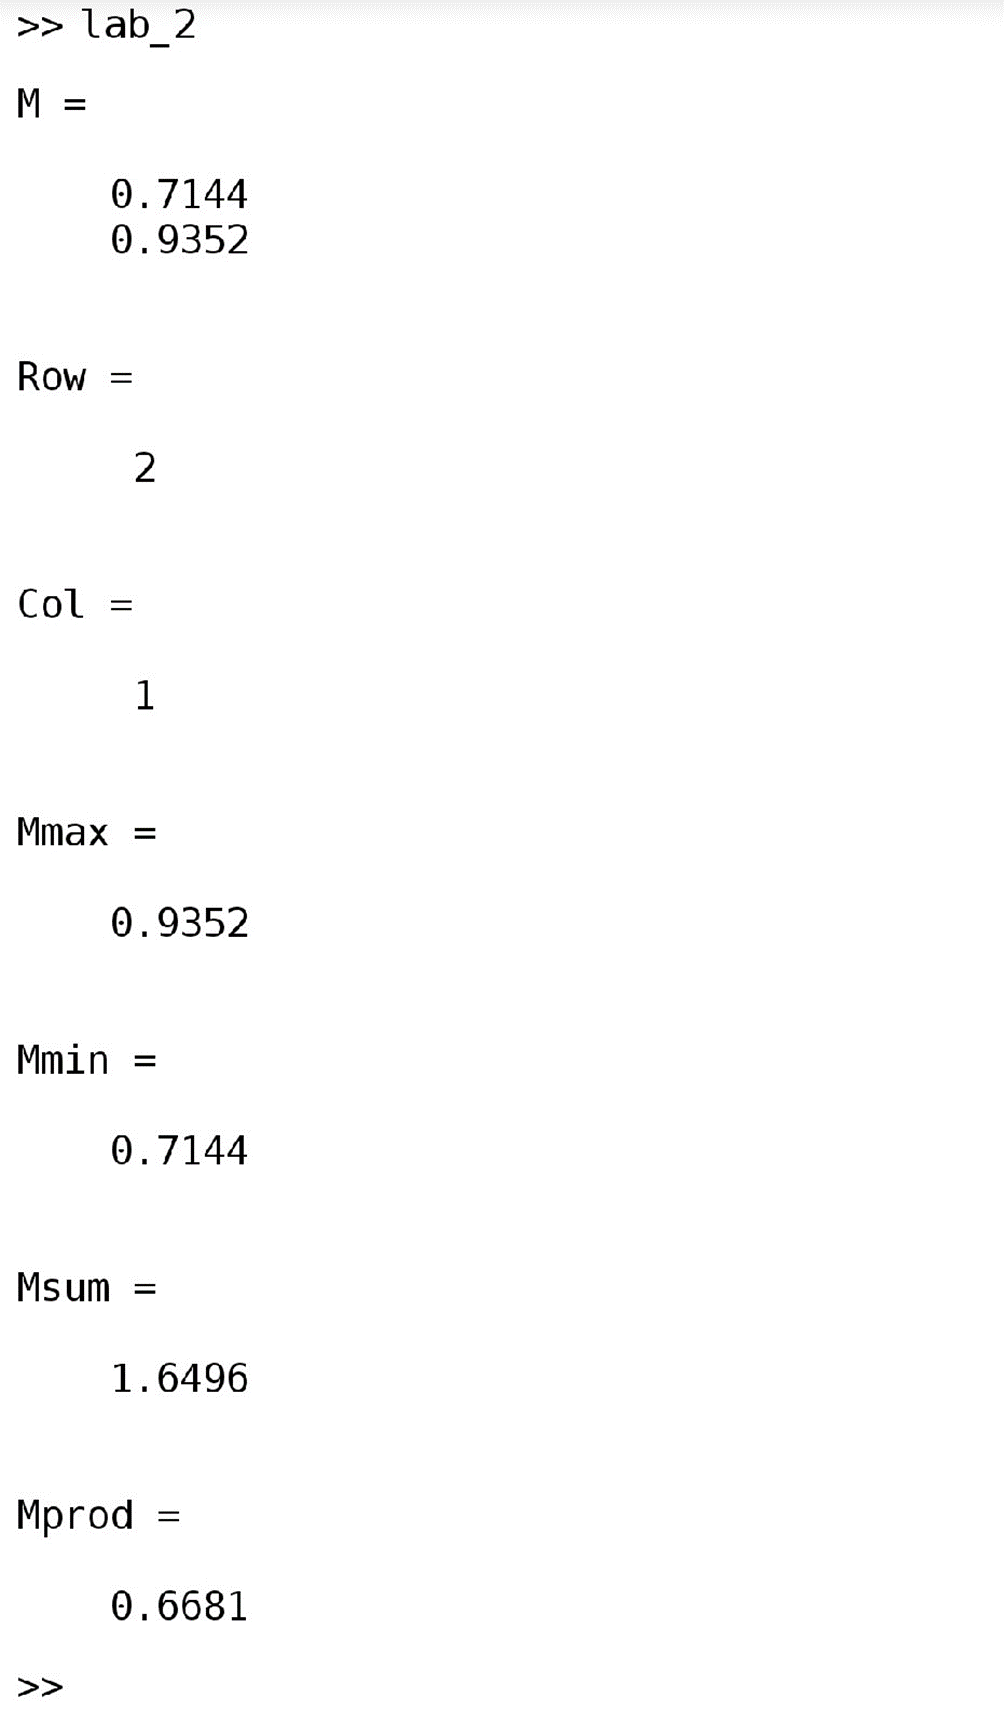 >> lab_2
M =
0.7144
0.9352
Row =
2
Col =
1
Mmax =
0.9352
Mmin =
0.7144
Msum =
1.6496
Mprod =
0.6681
>>